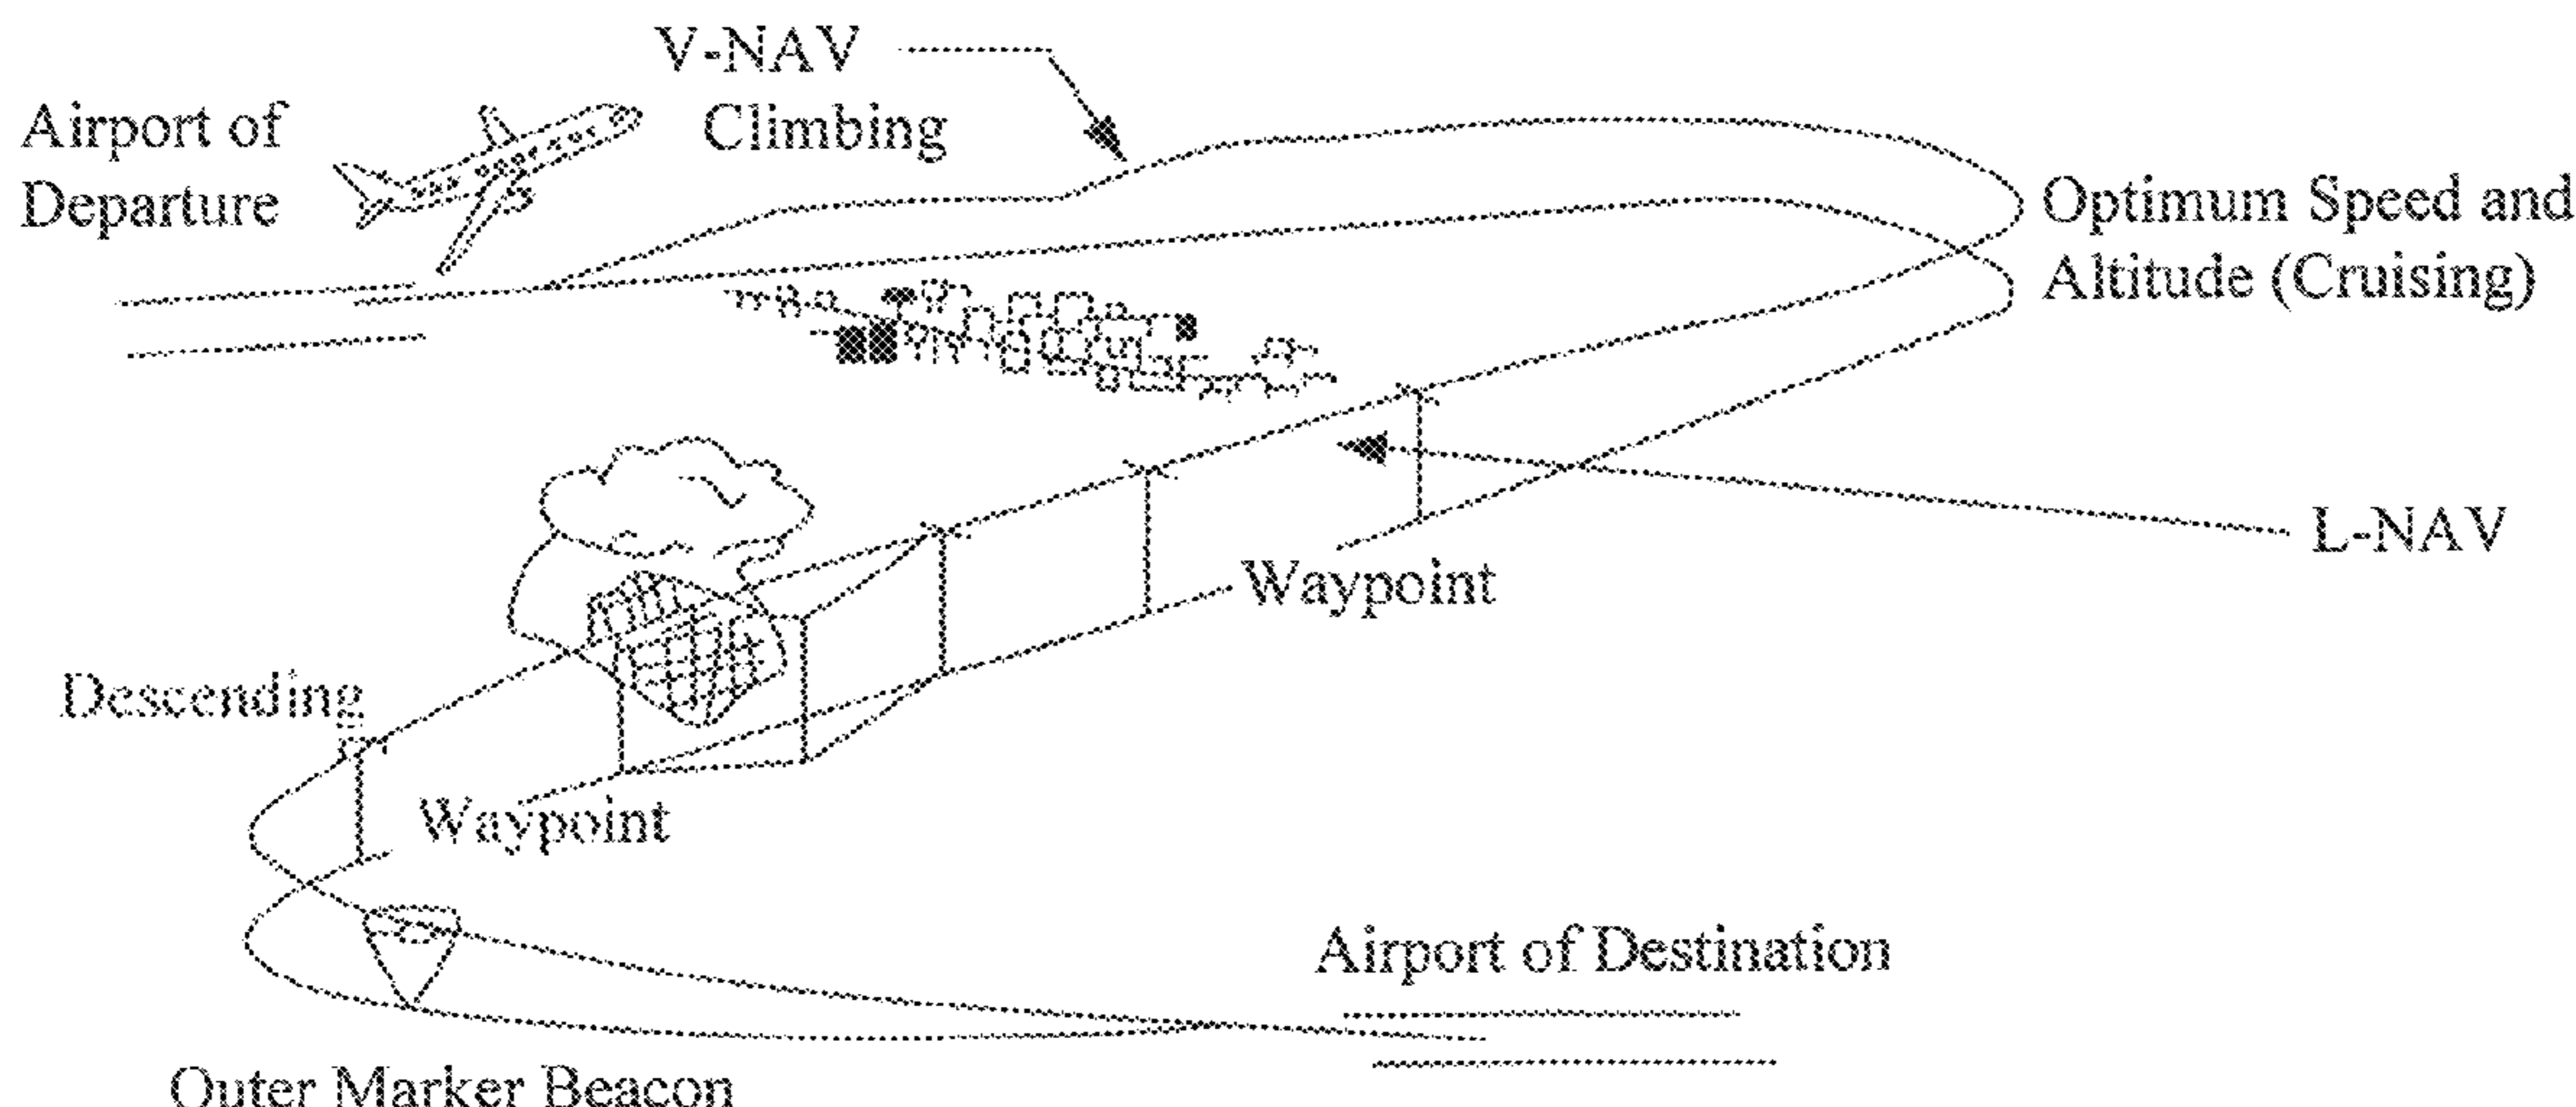 V-NAV
Climbing
Airport of
Departure
Optimum Speed and
Altitude (Cruising)
L-NAV
Waypoint
Descending
Waypoint
Airport of Destination
Outer Marker Beacon